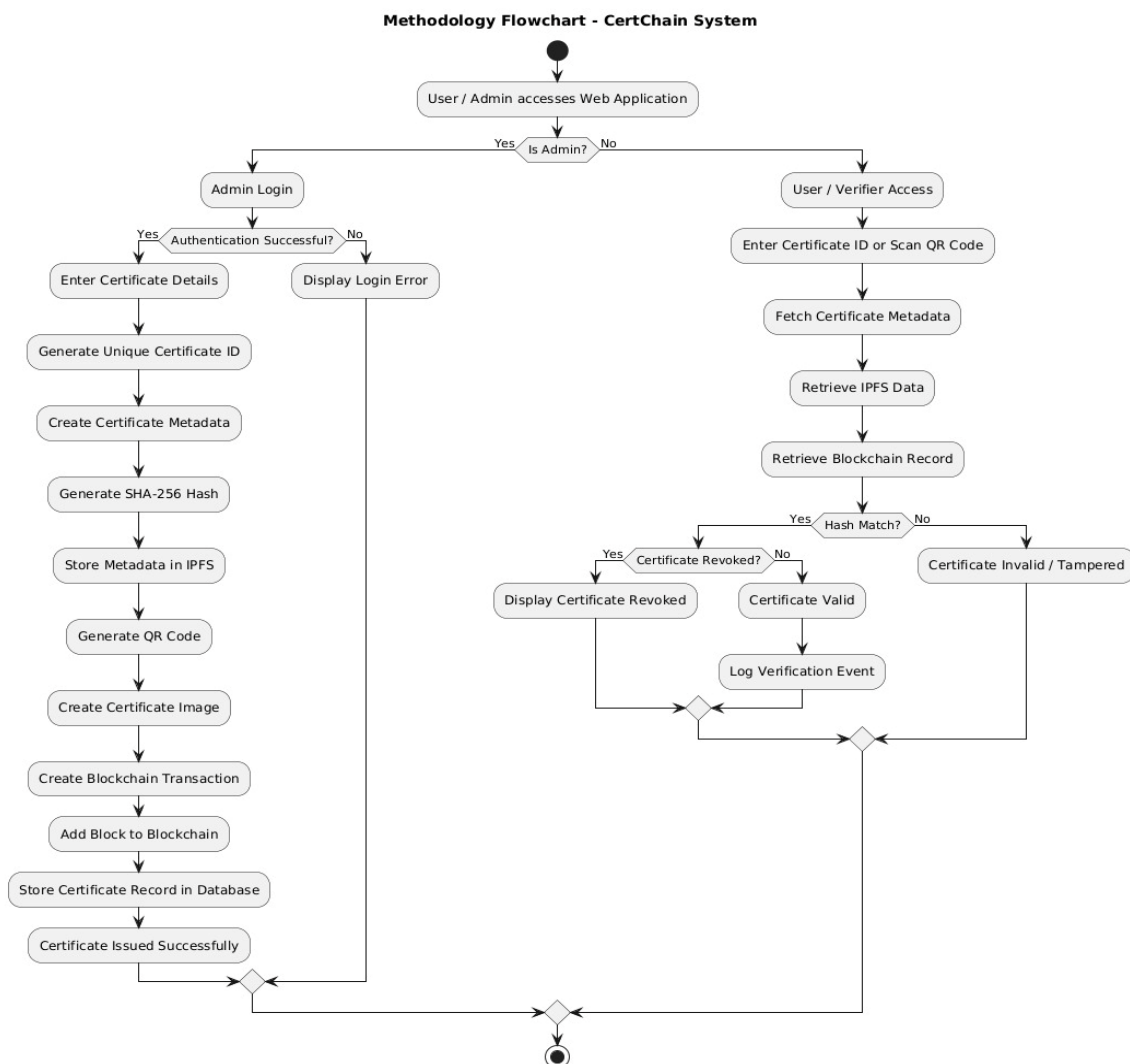 Methodology Flowchart - CertChain System
User / Admin accesses Web Application
Yes
Is Admin?
No
Admin Login
Yes
Authentication Successful?
No
Enter Certificate Details
Display Login Error
Generate Unique Certificate ID
Create Certificate Metadata
Generate SHA-256 Hash
Store Metadata in IPFS
Generate QR Code
Create Certificate Image
Create Blockchain Transaction
Add Block to Blockchain
Store Certificate Record in Database
Certificate Issued Successfully
User / Verifier Access
Enter Certificate ID or Scan QR Code
Fetch Certificate Metadata
Retrieve IPFS Data
Retrieve Blockchain Record
Yes
Hash Match?
No
Yes
Certificate Revoked?
No
Certificate Invalid / Tampered
Display Certificate Revoked
Certificate Valid
Log Verification Event